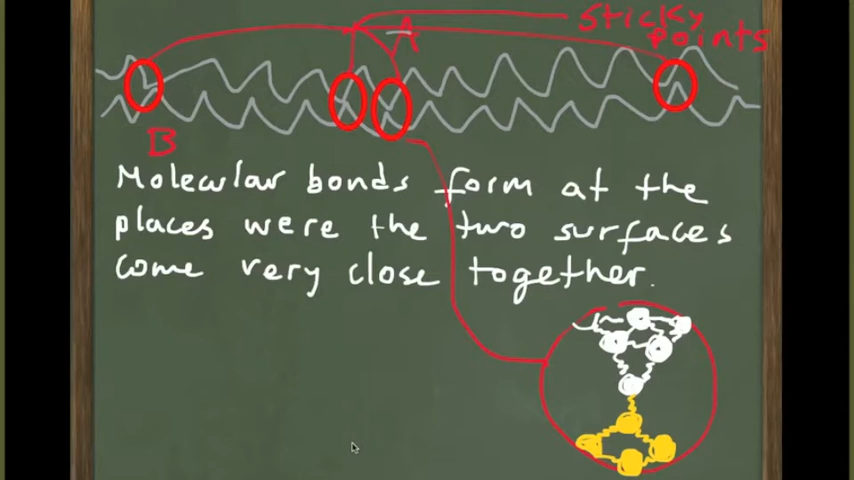 Sticky
points
A
B
Molecular bonds form at the
places were the two surfaces
come very close together.